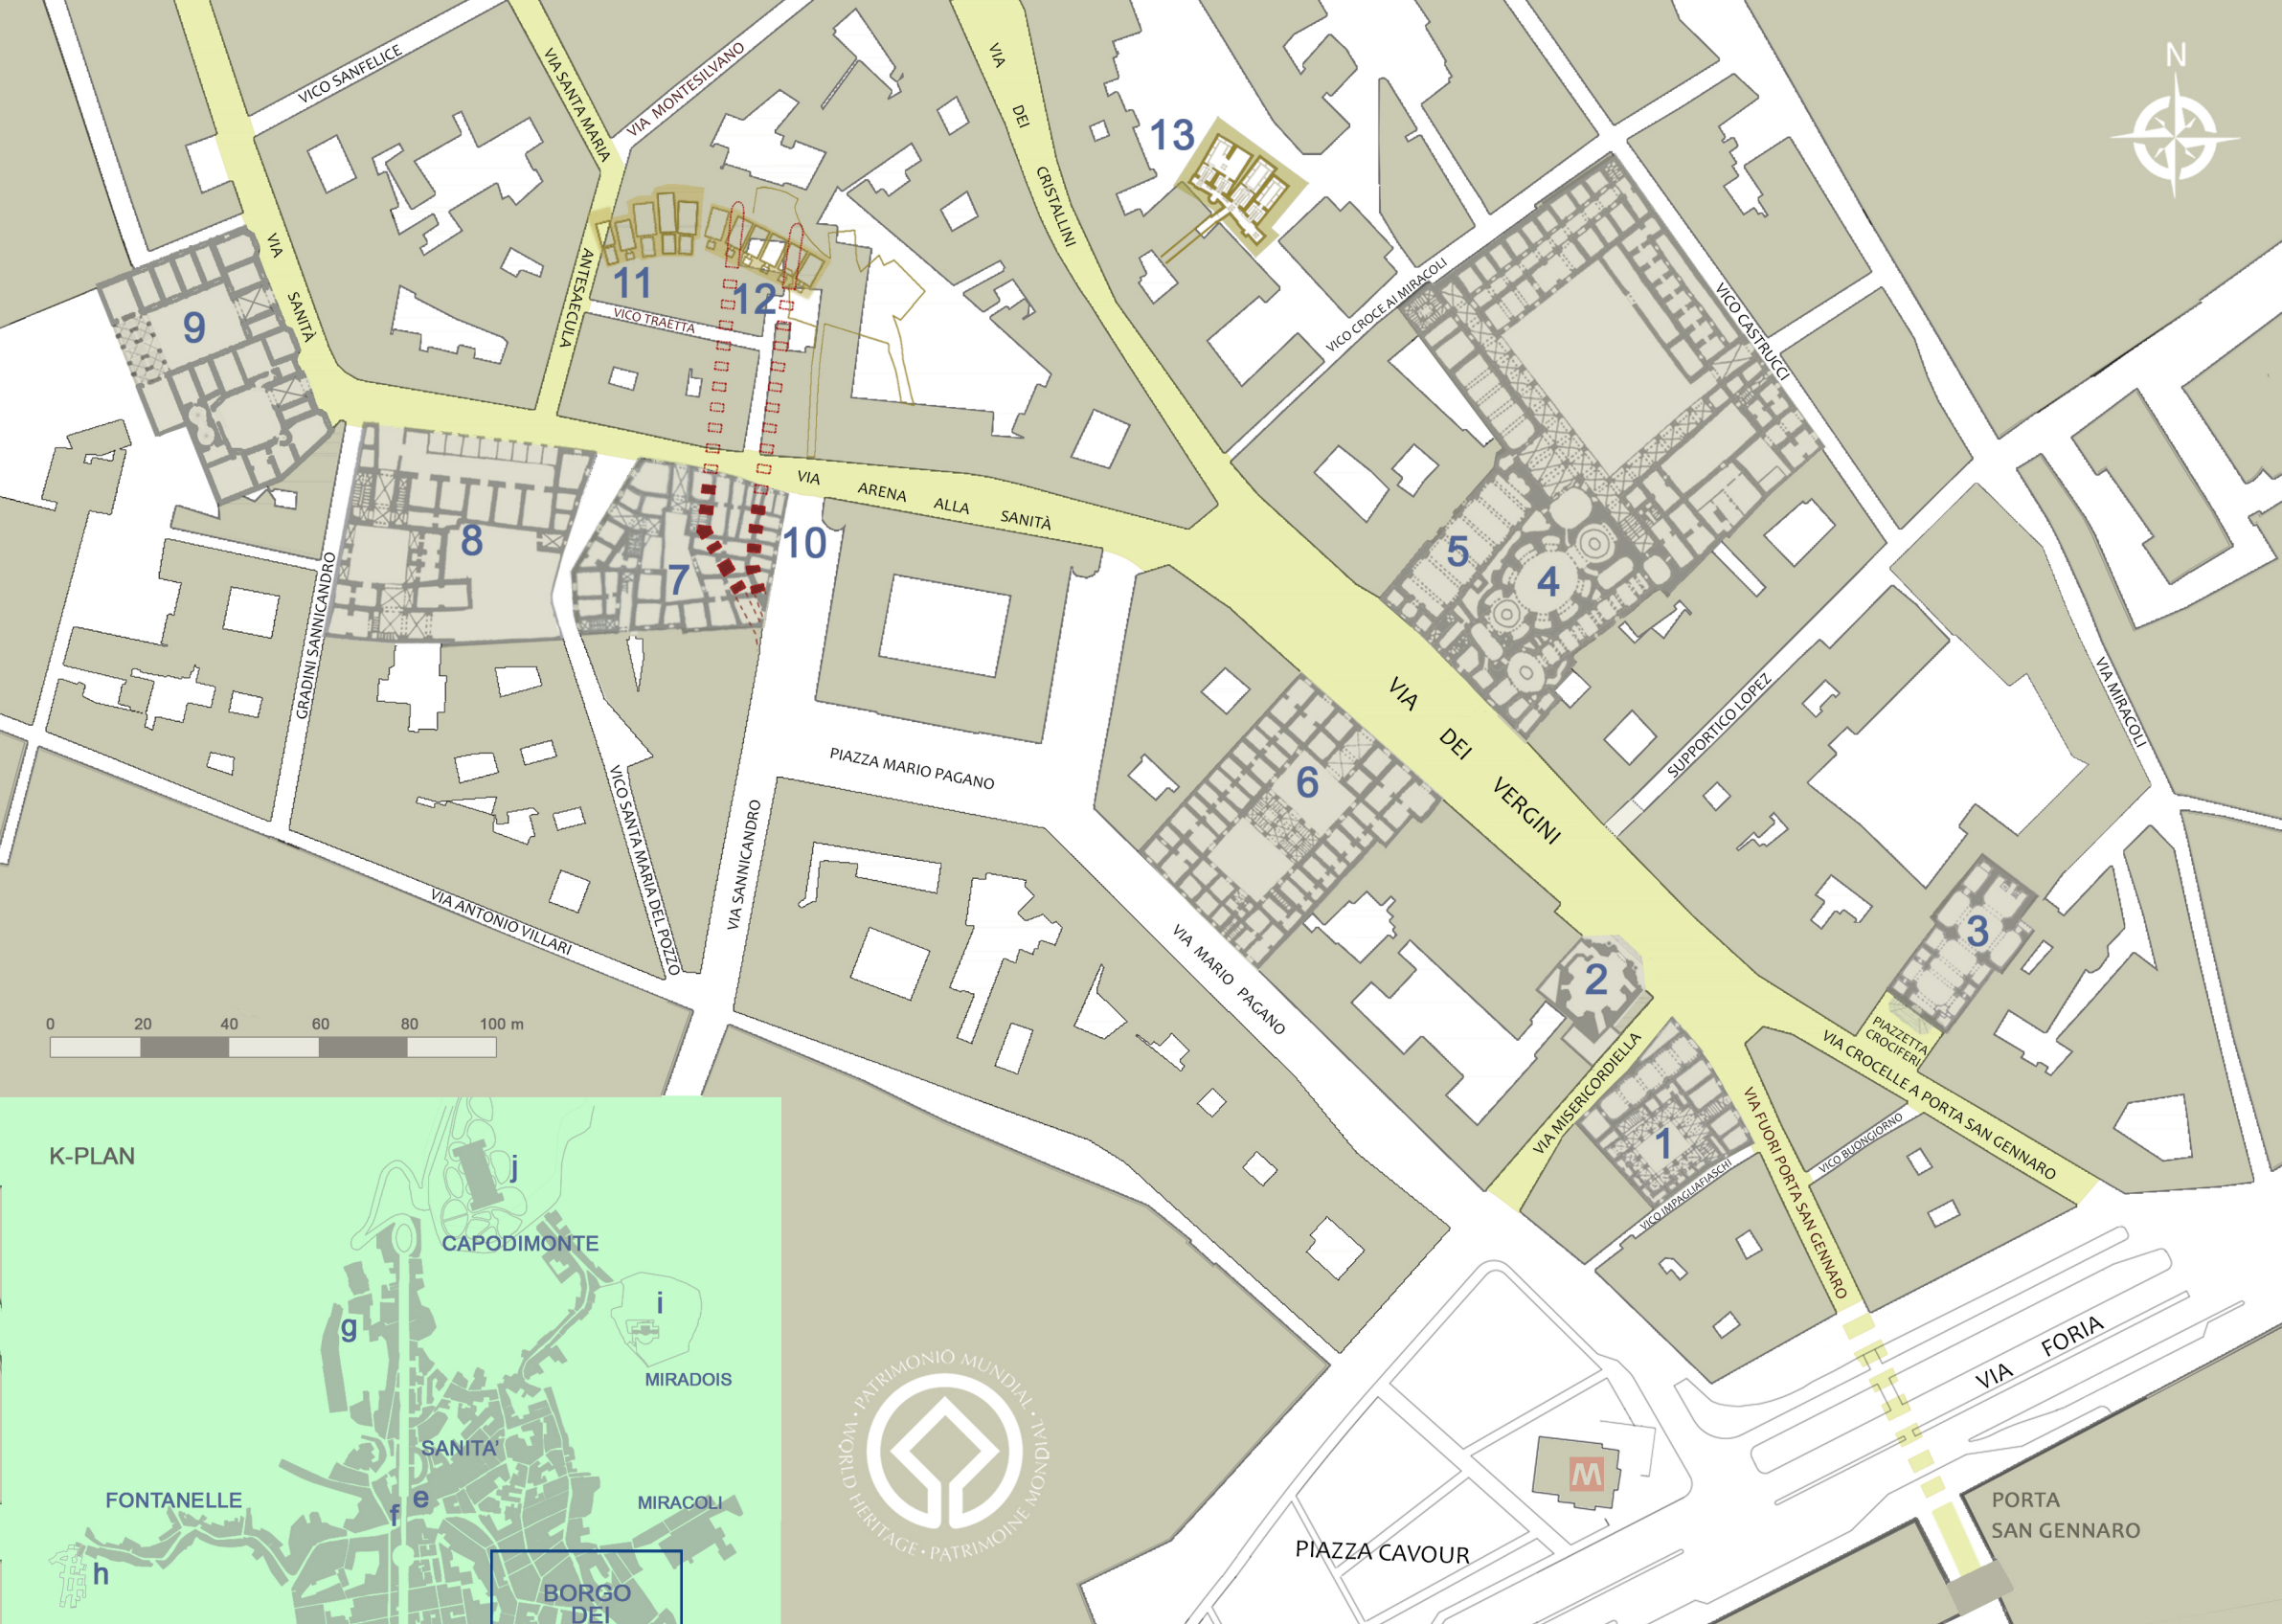 VICO SANFELICE
VIA SANTA MARIA
ANTESAECULA
VIA MONTESILVANO
VIA DEI CRISTALLINI
N
13
VIA SANITÀ
9
11
12
VICO TRAETTA
VICO CROCE AI MIRACOLI
VICO CASTRUCCI
VIA ARENA ALLA SANITÀ
8
7
10
5
4
GRADINI SANNICANDRO
VIA DEI VERGINI
SUPPORTICO LOPEZ
VIA MIRACOLI
PIAZZA MARIO PAGANO
6
VICO SANTA MARIA DEL POZZO
VIA SANNICANDRO
VIA ANTONIO VILLARI
VIA MARIO PAGANO
3
2
PIAZZETTA
CROCIFERI
VIA CROCELLE A PORTA SAN GENNARO
VIA MISERICORDIELLA
1
VIA FUORI PORTA SAN GENNARO
VICO BUONGIORNO
VICO IMPAGLIAFIASCHI
0 20 40 60 80 100 m
K-PLAN
j
CAPODIMONTE
i
g
MIRADOIS
SANITA'
FONTANELLE
e
f
MIRACOLI
h
BORGO
DEI
WORLD HERITAGE • PATRIMOINE MONDIAL • PATRIMONIO MUNDIAL •
VIA FORIA
M
PIAZZA CAVOUR
PORTA
SAN GENNARO